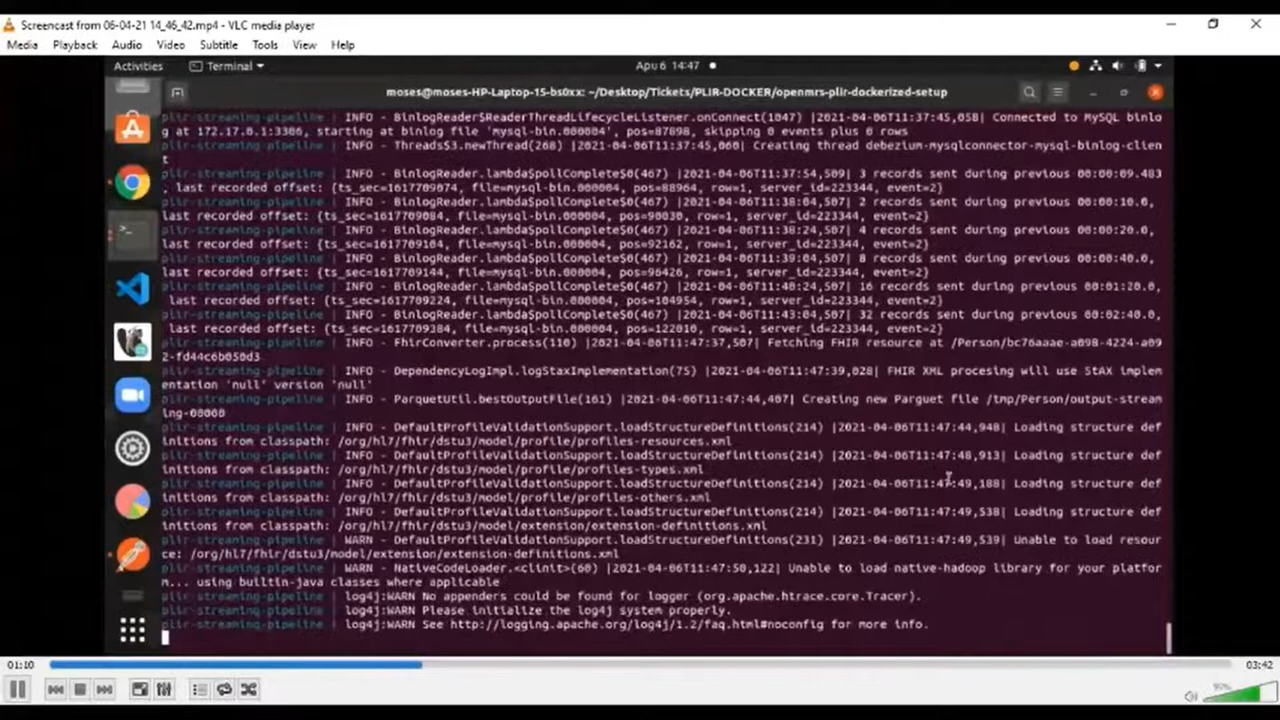 Screencast from 06-04-21 14_46_42.mp4 - VLC media player
Media Playback Audio Video Subtitle Tools View Help
Activities Terminal Apu 6 14:47
moses@moses-HP-Laptop-15-bs0xx: ~/Desktop/Tickets/PLIR-DOCKER/openmrs-plir-dockerized-setup
plir-streaming-pipeline | INFO - BinlogReader$ReaderThreadLifecycleListener.onConnect(1047) |2021-04-06T11:37:45,058| Connected to MySQL binlo
g at 172.17.0.1:3306, starting at binlog file 'mysql-bin.000004', pos=87898, skipping 0 events plus 0 rows
plir-streaming-pipeline | INFO - Threads$3.newThread(268) |2021-04-06T11:37:45,060| Creating thread debezium-mysqlconnector-mysql-binlog-clien
t
plir-streaming-pipeline | INFO - BinlogReader.lambda$pollComplete$0(467) |2021-04-06T11:37:54,509| 3 records sent during previous 00:00:09.483
, last recorded offset: {ts_sec=1617709074, file=mysql-bin.000004, pos=88964, row=1, server_id=223344, event=2}
plir-streaming-pipeline | INFO - BinlogReader.lambda$pollComplete$0(467) |2021-04-06T11:38:04,507| 2 records sent during previous 00:00:10.0,
last recorded offset: {ts_sec=1617709084, file=mysql-bin.000004, pos=90030, row=1, server_id=223344, event=2}
plir-streaming-pipeline | INFO - BinlogReader.lambda$pollComplete$0(467) |2021-04-06T11:38:24,507| 4 records sent during previous 00:00:20.0,
last recorded offset: {ts_sec=1617709104, file=mysql-bin.000004, pos=92162, row=1, server_id=223344, event=2}
plir-streaming-pipeline | INFO - BinlogReader.lambda$pollComplete$0(467) |2021-04-06T11:39:04,507| 8 records sent during previous 00:00:40.0,
last recorded offset: {ts_sec=1617709144, file=mysql-bin.000004, pos=96426, row=1, server_id=223344, event=2}
plir-streaming-pipeline | INFO - BinlogReader.lambda$pollComplete$0(467) |2021-04-06T11:40:24,507| 16 records sent during previous 00:01:20.0,
last recorded offset: {ts_sec=1617709224, file=mysql-bin.000004, pos=104954, row=1, server_id=223344, event=2}
plir-streaming-pipeline | INFO - BinlogReader.lambda$pollComplete$0(467) |2021-04-06T11:43:04,507| 32 records sent during previous 00:02:40.0,
last recorded offset: {ts_sec=1617709384, file=mysql-bin.000004, pos=122010, row=1, server_id=223344, event=2}
plir-streaming-pipeline | INFO - FhirConverter.process(110) |2021-04-06T11:47:37,507| Fetching FHIR resource at /Person/bc76aaae-a098-4224-a09
2-fd44c6b050d3
plir-streaming-pipeline | INFO - DependencyLogImpl.logStaxImplementation(75) |2021-04-06T11:47:39,028| FHIR XML procesing will use StAX implem
entation 'null' version 'null'
plir-streaming-pipeline | INFO - ParquetUtil.bestOutputFile(161) |2021-04-06T11:47:44,407| Creating new Parguet file /tmp/Person/output-stream
ing-00000
plir-streaming-pipeline | INFO - DefaultProfileValidationSupport.loadStructureDefinitions(214) |2021-04-06T11:47:44,948| Loading structure def
initions from classpath: /org/hl7/fhir/dstu3/model/profile/profiles-resources.xml
plir-streaming-pipeline | INFO - DefaultProfileValidationSupport.loadStructureDefinitions(214) |2021-04-06T11:47:48,913| Loading structure def
initions from classpath: /org/hl7/fhir/dstu3/model/profile/profiles-types.xml
plir-streaming-pipeline | INFO - DefaultProfileValidationSupport.loadStructureDefinitions(214) |2021-04-06T11:47:49,188| Loading structure def
initions from classpath: /org/hl7/fhir/dstu3/model/profile/profiles-others.xml
plir-streaming-pipeline | INFO - DefaultProfileValidationSupport.loadStructureDefinitions(214) |2021-04-06T11:47:49,538| Loading structure def
initions from classpath: /org/hl7/fhir/dstu3/model/extension/extension-definitions.xml
plir-streaming-pipeline | WARN - DefaultProfileValidationSupport.loadStructureDefinitions(231) |2021-04-06T11:47:49,539| Unable to load resour
ce: /org/hl7/fhir/dstu3/model/extension/extension-definitions.xml
plir-streaming-pipeline | WARN - NativeCodeLoader.<clinit>(60) |2021-04-06T11:47:50,122| Unable to load native-hadoop library for your platfor
m... using builtin-java classes where applicable
plir-streaming-pipeline | log4j:WARN No appenders could be found for logger (org.apache.htrace.core.Tracer).
plir-streaming-pipeline | log4j:WARN Please initialize the log4j system properly.
plir-streaming-pipeline | log4j:WARN See http://logging.apache.org/log4j/1.2/faq.html#noconfig for more info.
01:10 03:42
90%